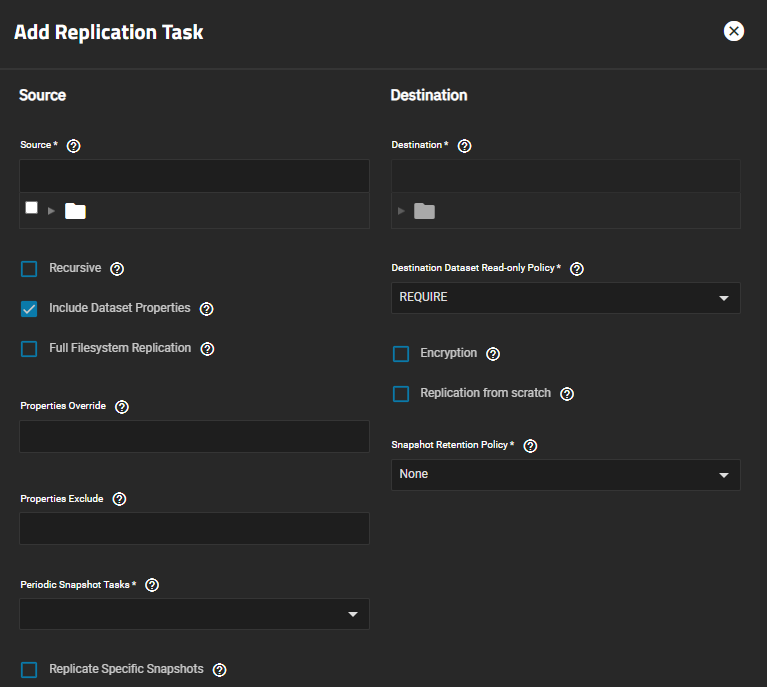 Add Replication Task
Source
Source *
Recursive
Include Dataset Properties
Full Filesystem Replication
Properties Override
Properties Exclude
Periodic Snapshot Tasks *
Replicate Specific Snapshots
Destination
Destination *
Destination Dataset Read-only Policy *
REQUIRE
Encryption
Replication from scratch
Snapshot Retention Policy *
None